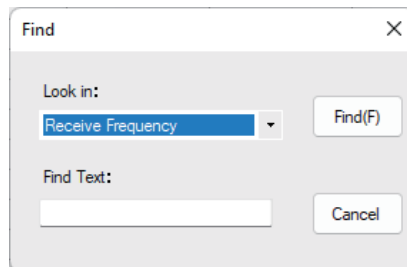 Find
Look in:
Receive Frequency
Find(F)
Find Text:
Cancel